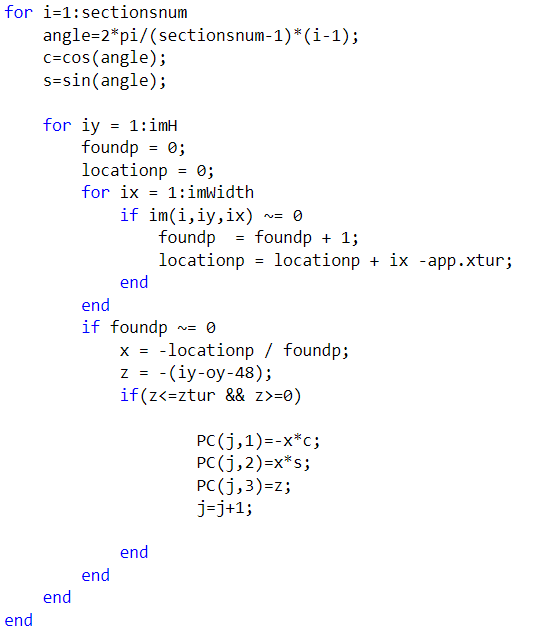 for i=1:sectionsnum
    angle=2*pi/(sectionsnum-1)*(i-1);
    c=cos(angle);
    s=sin(angle);

    for iy = 1:imH
        foundp = 0;
        locationp = 0;
        for ix = 1:imWidth
            if im(i,iy,ix) ~= 0
                foundp  = foundp + 1;
                locationp = locationp + ix -app.xtur;
            end
        end
        if foundp ~= 0
            x = -locationp / foundp;
            z = -(iy-oy-48);
            if(z<=ztur && z>=0)

                    PC(j,1)=-x*c;
                    PC(j,2)=x*s;
                    PC(j,3)=z;
                    j=j+1;

            end
        end
    end
end